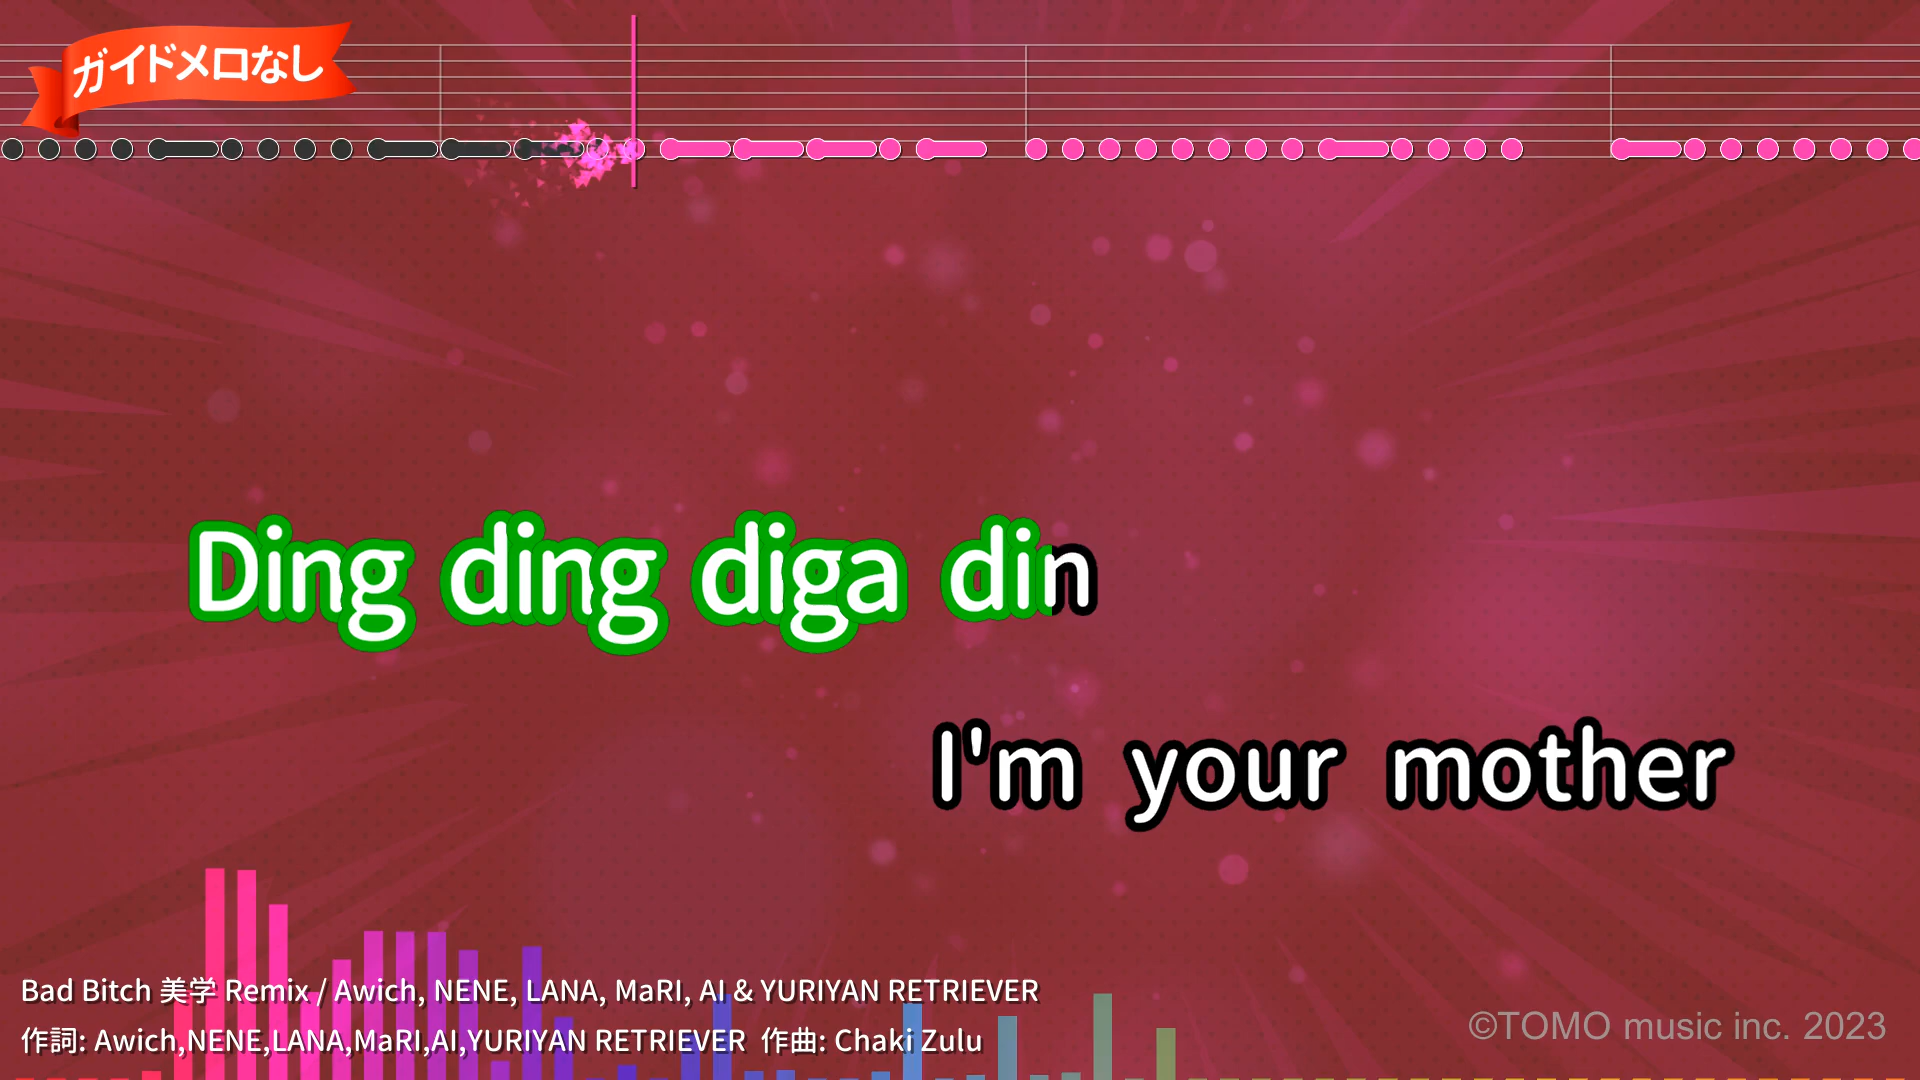 ガイドメロなし
Ding ding diga din
I'm your mother
Bad Bitch 美学 Remix / Awich, NENE, LANA, MaRI, AI & YURIYAN RETRIEVER
作詞: Awich,NENE,LANA,MaRI,AI,YURIYAN RETRIEVER 作曲: Chaki Zulu
©TOMO music inc. 2023